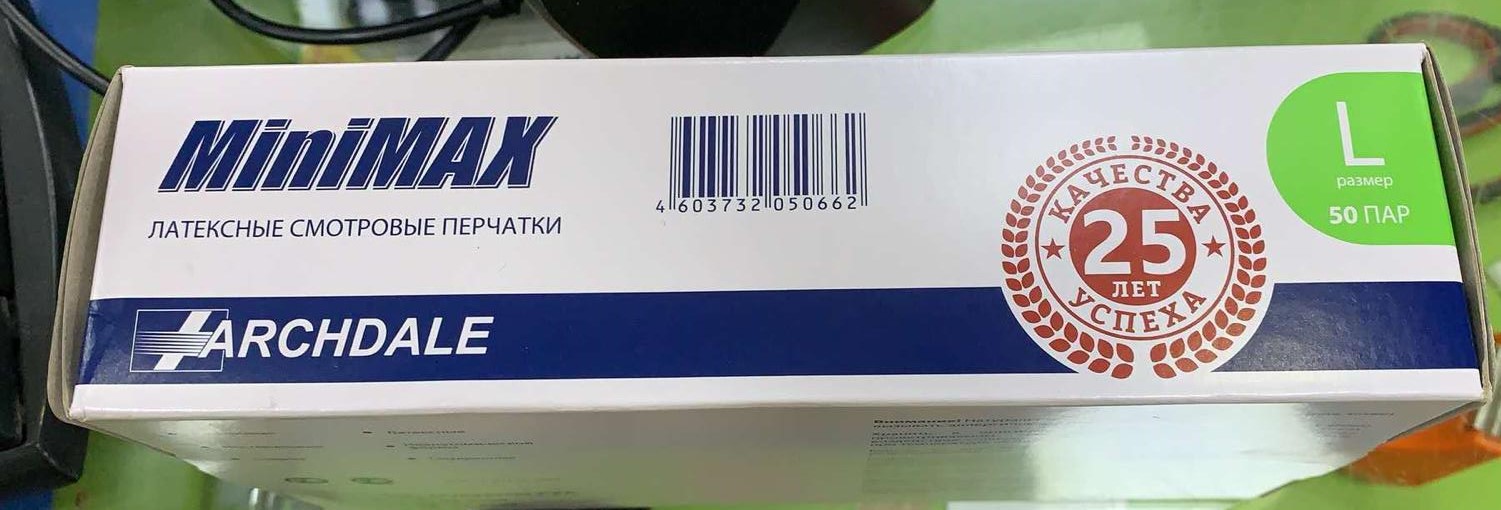 MiniMAX
ЛАТЕКСНЫЕ СМОТРОВЫЕ ПЕРЧАТКИ
4 603732 050662
КАЧЕСТВА
25
ЛЕТ
УСПЕХА
L
размер
50 ПАР
ARCHDALE